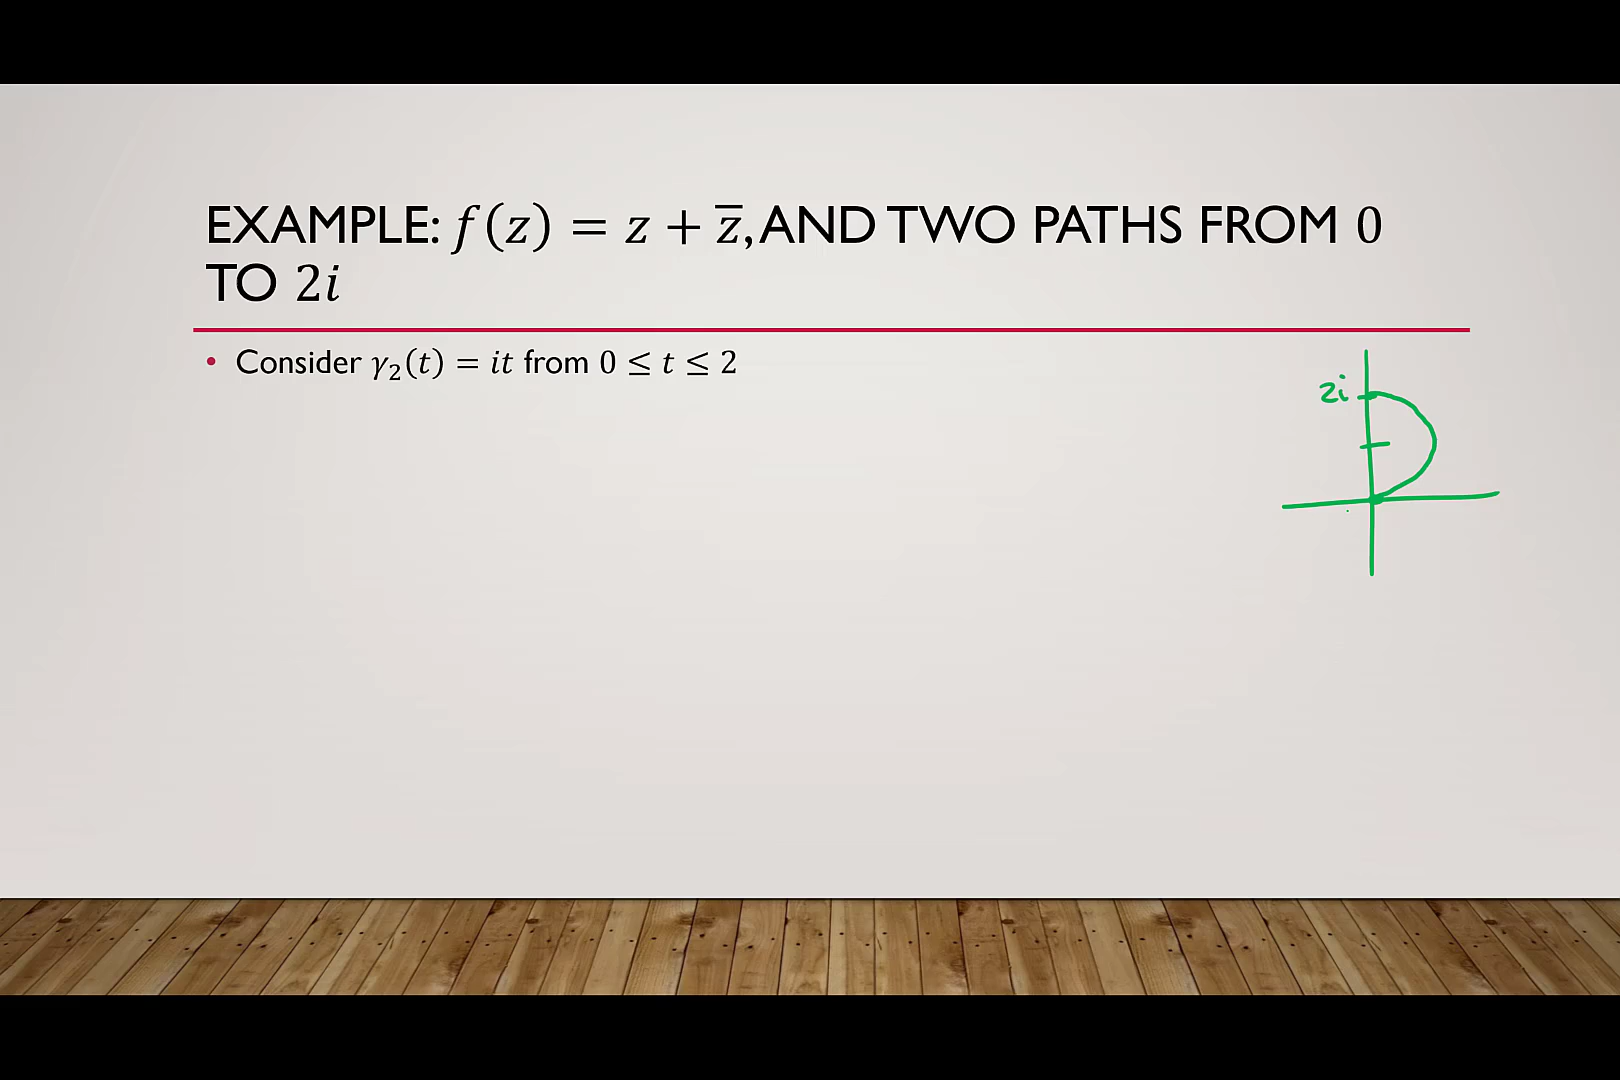 EXAMPLE: f(z) = z + z̅, AND TWO PATHS FROM 0
TO 2i
• Consider γ₂(t) = it from 0 ≤ t ≤ 2
2i